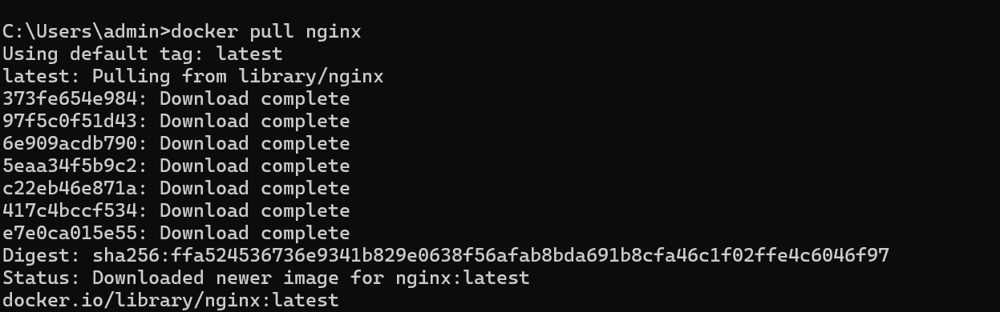 C:\Users\admin>docker pull nginx
Using default tag: latest
latest: Pulling from library/nginx
373fe654e984: Download complete
97f5c0f51d43: Download complete
6e909acdb790: Download complete
5eaa34f5b9c2: Download complete
c22eb46e871a: Download complete
417c4bccf534: Download complete
e7e0ca015e55: Download complete
Digest: sha256:ffa524536736e9341b829e0638f56afab8bda691b8cfa46c1f02ffe4c6046f97
Status: Downloaded newer image for nginx:latest
docker.io/library/nginx:latest